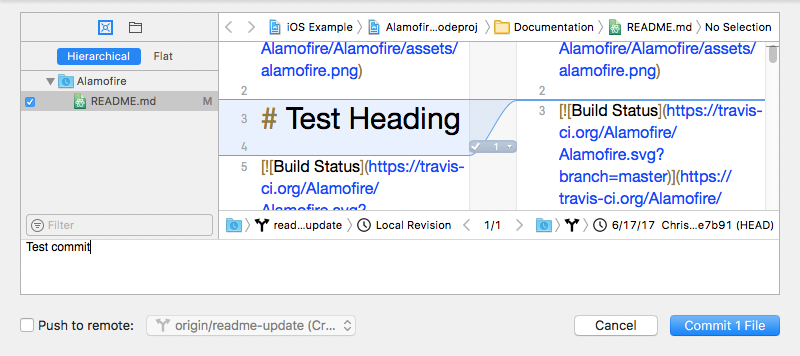 iOS Example Alamofir...odeproj Documentation README.md No Selection
Hierarchical Flat
Alamofire
README.md M
Filter
Alamofire/Alamofire/assets/
alamofire.png)
2
3 # Test Heading
4
5 [![Build Status](https://travis-
ci.org/Alamofire/
Alamofire.svg?
1
Alamofire/Alamofire/assets/
alamofire.png)
2
3 [![Build Status](https://travis-
ci.org/Alamofire/
Alamofire.svg?
branch=master)](https://
travis-ci.org/Alamofire/
read...update Local Revision 1/1 6/17/17 Chris...e7b91 (HEAD)
Test commit
Push to remote: origin/readme-update (Cr... Cancel Commit 1 File